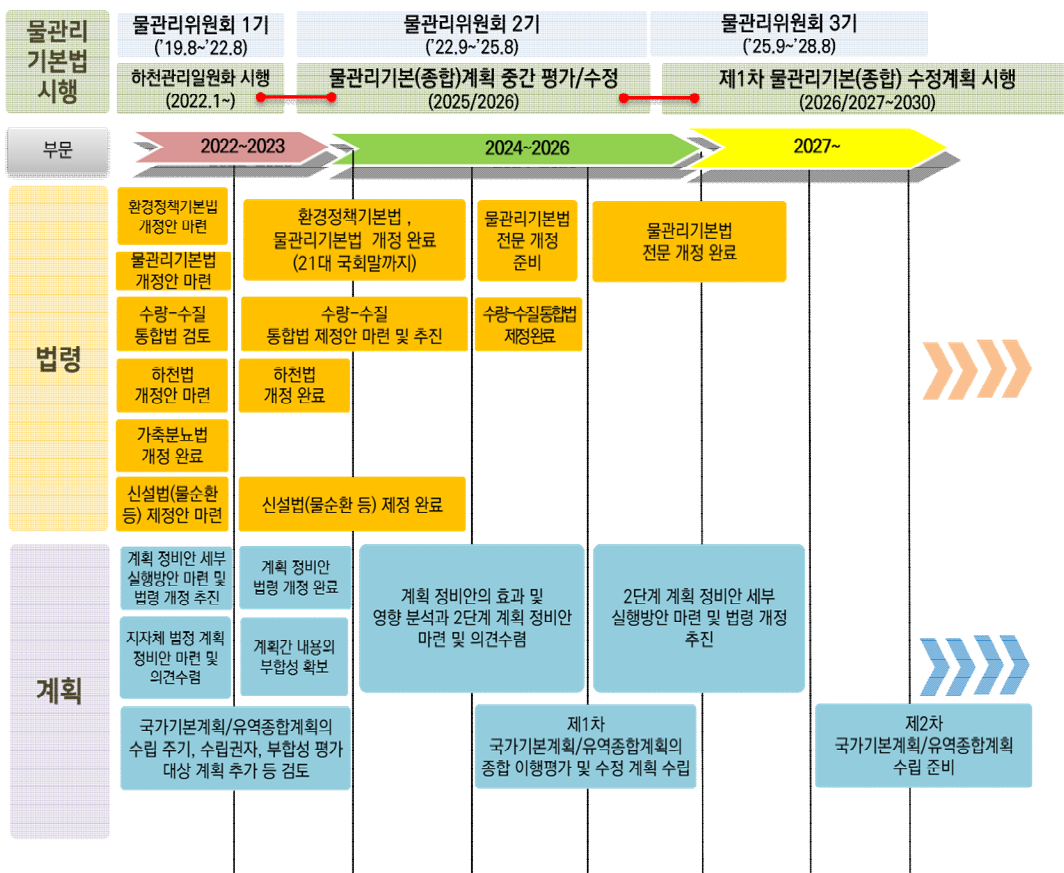 물관리
기본법
시행
물관리위원회 1기
('19.8~'22.8)
물관리위원회 2기
('22.9~'25.8)
물관리위원회 3기
('25.9~'28.8)
하천관리일원화 시행
(2022.1~)
물관리기본(종합)계획 중간 평가/수정
(2025/2026)
제1차 물관리기본(종합) 수정계획 시행
(2026/2027~2030)
부문
2022~2023
2024~2026
2027~
법령
환경정책기본법
개정안 마련
환경정책기본법 ,
물관리기본법 개정 완료
(21대 국회말까지)
물관리기본법
전문 개정
준비
물관리기본법
전문 개정 완료
물관리기본법
개정안 마련
수량-수질
통합법 검토
수량-수질
통합법 제정안 마련 및 추진
수량-수질통합법
제정완료
하천법
개정안 마련
하천법
개정 완료
가축분뇨법
개정 완료
신설법(물순환
등) 제정안 마련
신설법(물순환 등) 제정 완료
계획
계획 정비안 세부
실행방안 마련 및
법령 개정 추진
계획 정비안
법령 개정 완료
계획 정비안의 효과 및
영향 분석과 2단계 계획 정비안
마련 및 의견수렴
2단계 계획 정비안 세부
실행방안 마련 및 법령 개정
추진
지자체 법정 계획
정비안 마련 및
의견수렴
계획간 내용의
부합성 확보
국가기본계획/유역종합계획의
수립 주기, 수립권자, 부합성 평가
대상 계획 추가 등 검토
제1차
국가기본계획/유역종합계획의
종합 이행평가 및 수정 계획 수립
제2차
국가기본계획/유역종합계획
수립 준비